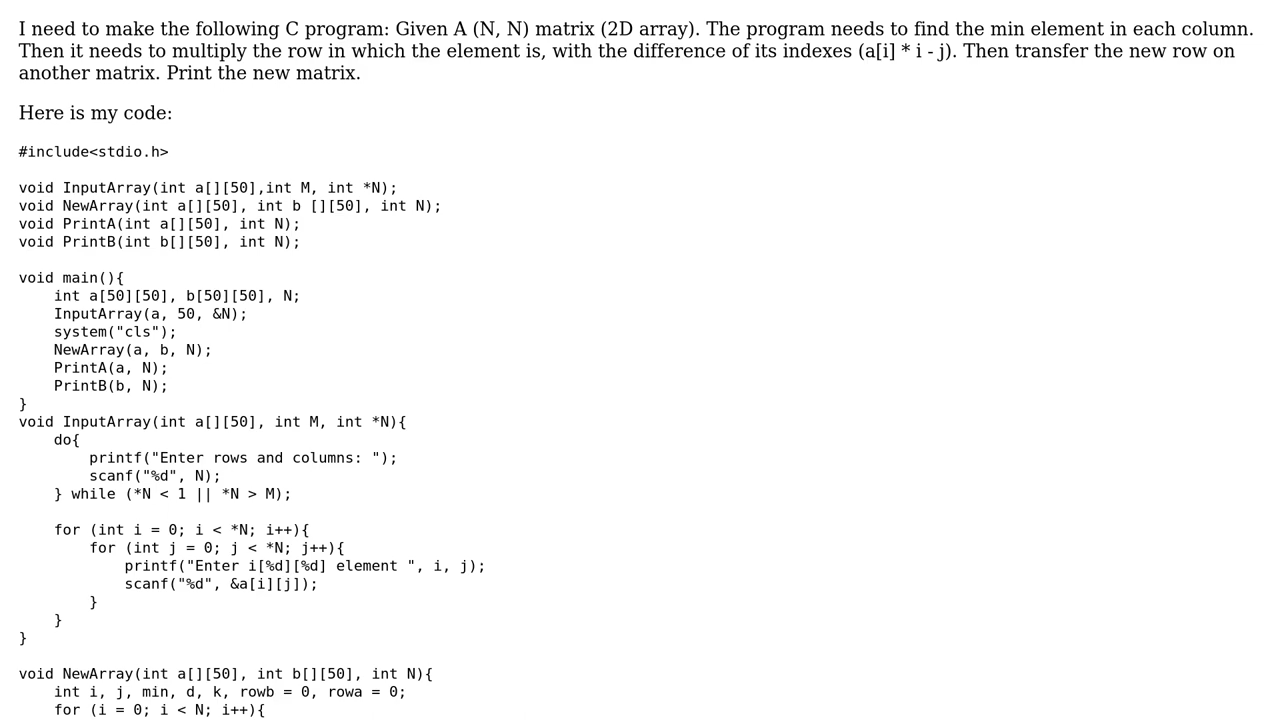 I need to make the following C program: Given A (N, N) matrix (2D array). The program needs to find the min element in each column.
Then it needs to multiply the row in which the element is, with the difference of its indexes (a[i] * i - j). Then transfer the new row on
another matrix. Print the new matrix.
Here is my code:
#include<stdio.h>
void InputArray(int a[][50],int M, int *N);
void NewArray(int a[][50], int b [][50], int N);
void PrintA(int a[][50], int N);
void PrintB(int b[][50], int N);
void main(){
    int a[50][50], b[50][50], N;
    InputArray(a, 50, &N);
    system("cls");
    NewArray(a, b, N);
    PrintA(a, N);
    PrintB(b, N);
}
void InputArray(int a[][50], int M, int *N){
    do{
        printf("Enter rows and columns: ");
        scanf("%d", N);
    } while (*N < 1 || *N > M);
    for (int i = 0; i < *N; i++){
        for (int j = 0; j < *N; j++){
            printf("Enter i[%d][%d] element ", i, j);
            scanf("%d", &a[i][j]);
        }
    }
}
void NewArray(int a[][50], int b[][50], int N){
    int i, j, min, d, k, rowb = 0, rowa = 0;
    for (i = 0; i < N; i++){